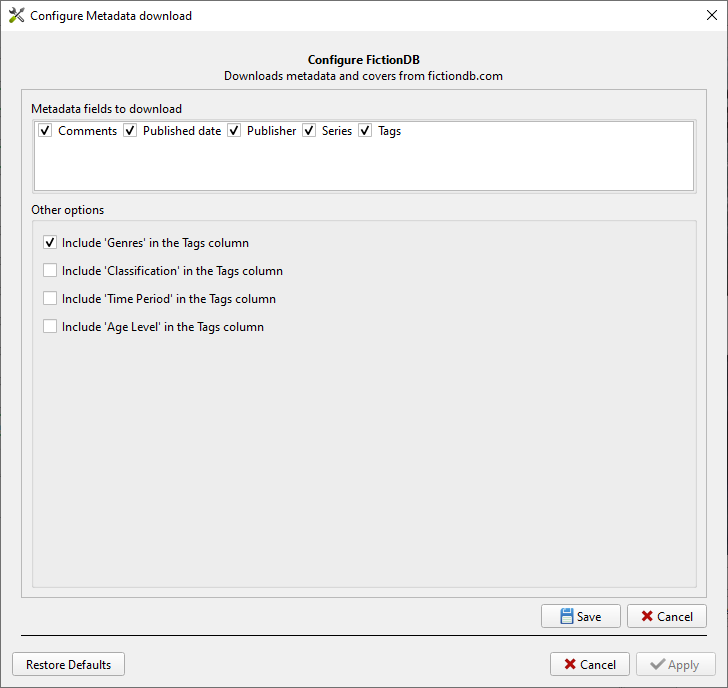 Configure Metadata download
Configure FictionDB
Downloads metadata and covers from fictiondb.com
Metadata fields to download
Comments Published date Publisher Series Tags
Other options
Include 'Genres' in the Tags column
Include 'Classification' in the Tags column
Include 'Time Period' in the Tags column
Include 'Age Level' in the Tags column
Save Cancel
Restore Defaults Cancel Apply